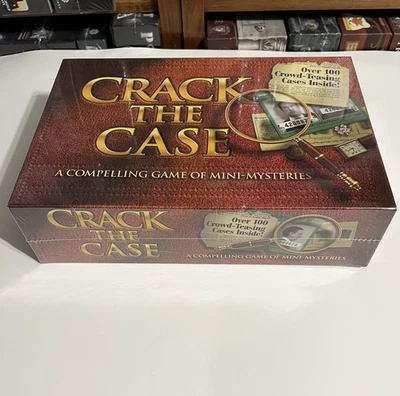 CRACK
THE
CASE
Over 100
Crowd-Teasing
Cases Inside!
A COMPELLING GAME OF MINI-MYSTERIES
CRACK
THE
CASE
Over 100
Crowd-Teasing
Cases Inside!
A COMPELLING GAME OF MINI-MYSTERIES